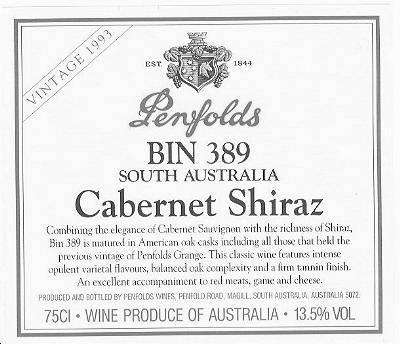 VINTAGE 1993
EST. 1844
Penfolds
BIN 389
SOUTH AUSTRALIA
Cabernet Shiraz
Combining the elegance of Cabernet Sauvignon with the richness of Shiraz,
Bin 389 is matured in American oak casks including all those that held the
previous vintage of Penfolds Grange. This classic wine features intense
opulent varietal flavours, balanced oak complexity and a firm tannin finish.
An excellent accompaniment to red meats, game and cheese.
PRODUCED AND BOTTLED BY PENFOLDS WINES, PENFOLD ROAD, MAGILL, SOUTH AUSTRALIA, AUSTRALIA 5072.
75Cl • WINE PRODUCE OF AUSTRALIA • 13.5% VOL